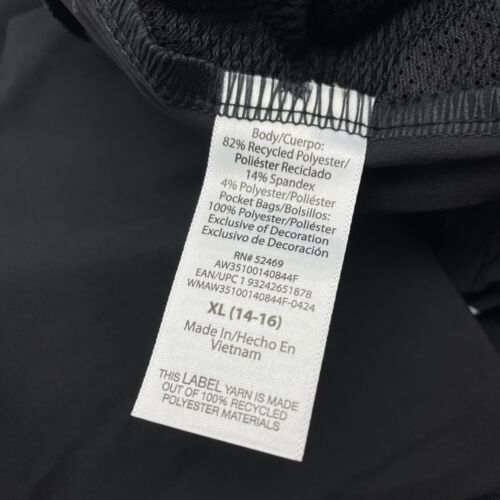 Body/Cuerpo:
82% Recycled Polyester/
Poliéster Reciclado
14% Spandex
4% Polyester/Poliéster
Pocket Bags/Bolsillos:
100% Polyester/Poliéster
Exclusive of Decoration
Exclusivo de Decoración
RN# 52469
AW35100140844F
EAN/UPC 1 93242651878
WMAW35100140844F-0424
XL (14-16)
Made In/Hecho En
Vietnam
THIS LABEL YARN IS MADE
OUT OF 100% RECYCLED
POLYESTER MATERIALS